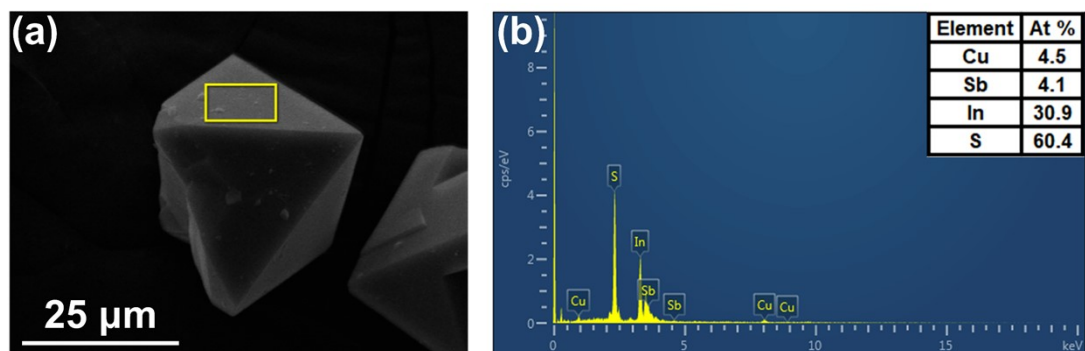 (a)
25 µm
(b)
Element At %
Cu 4.5
Sb 4.1
In 30.9
S 60.4
cps/eV
8
6
4
2
0
S
In
Sb
Cu
Sb
Cu
Cu
0 5 10 15 keV